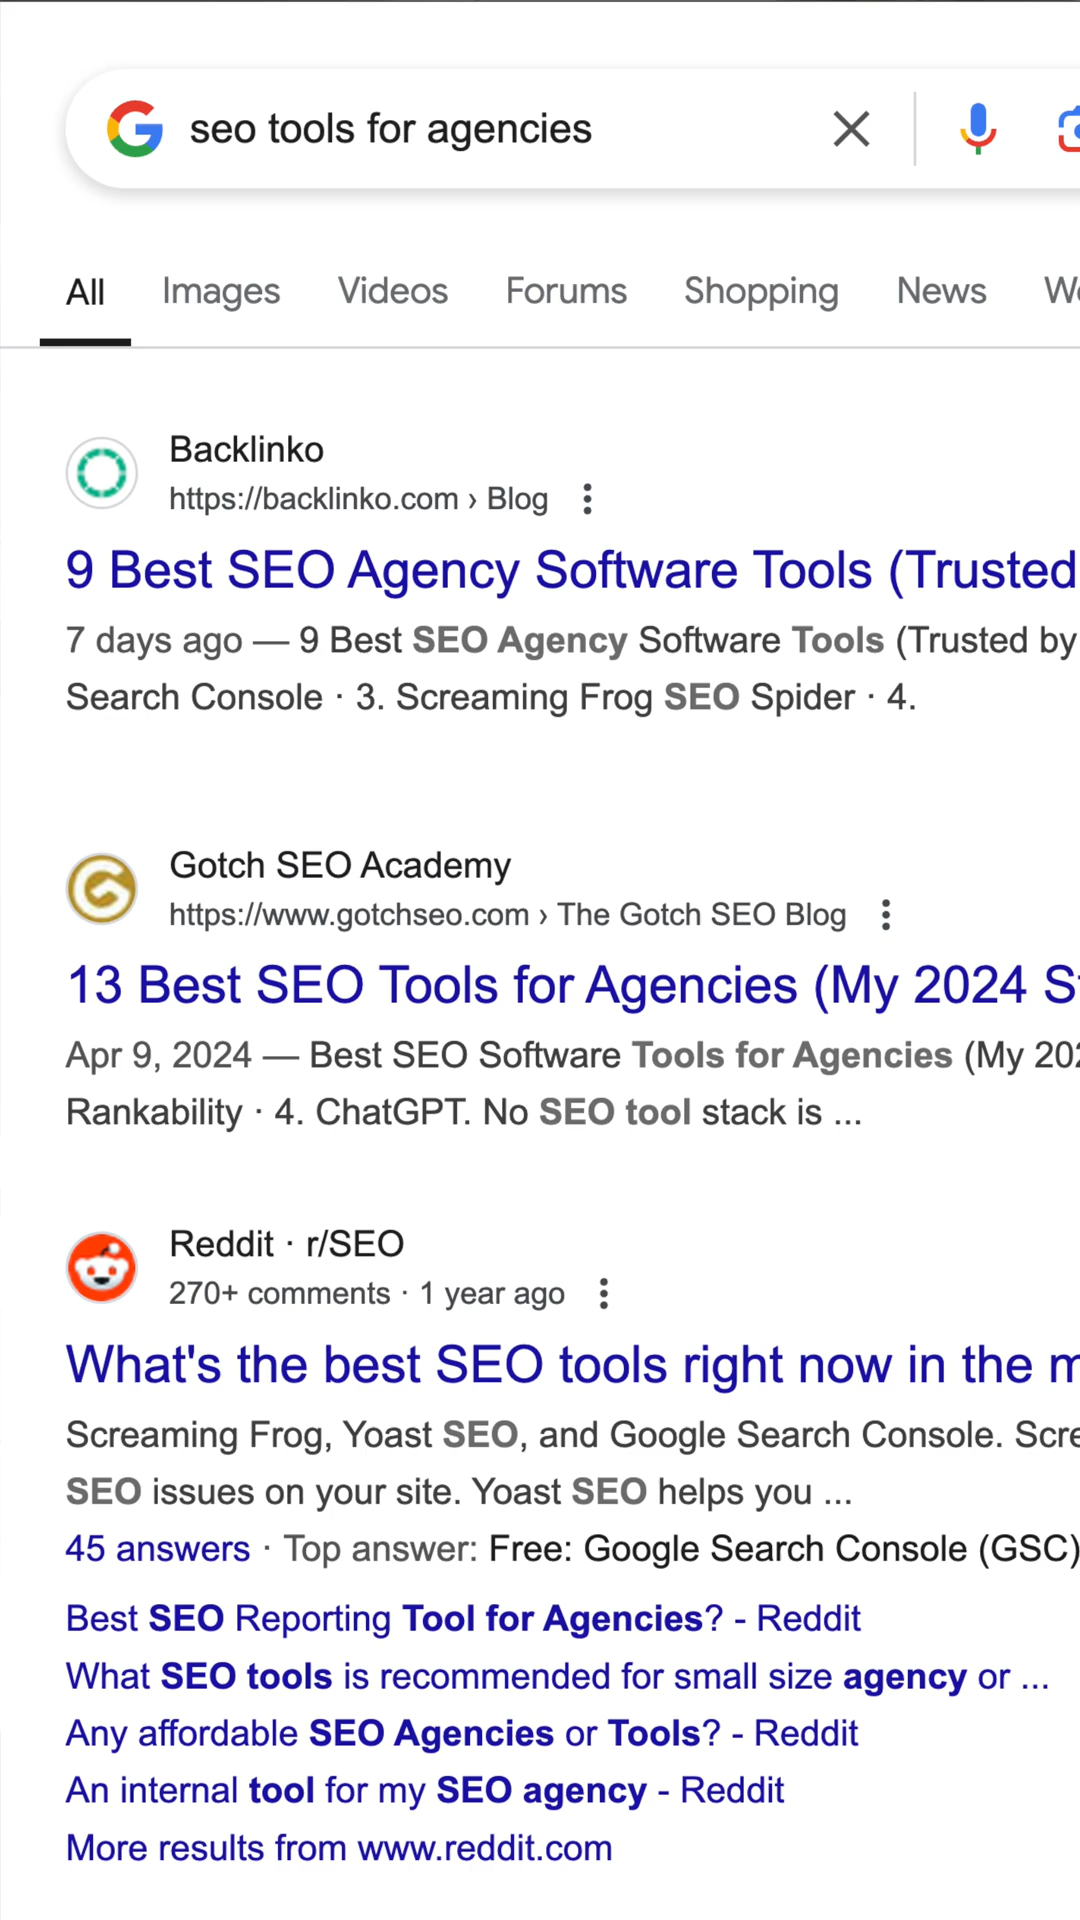 seo tools for agencies
All Images Videos Forums Shopping News
Backlinko
https://backlinko.com › Blog
9 Best SEO Agency Software Tools (Trusted
7 days ago — 9 Best SEO Agency Software Tools (Trusted by
Search Console · 3. Screaming Frog SEO Spider · 4.
Gotch SEO Academy
https://www.gotchseo.com › The Gotch SEO Blog
13 Best SEO Tools for Agencies (My 2024
Apr 9, 2024 — Best SEO Software Tools for Agencies (My
Rankability · 4. ChatGPT. No SEO tool stack is ...
Reddit · r/SEO
270+ comments · 1 year ago
What's the best SEO tools right now in the
Screaming Frog, Yoast SEO, and Google Search Console.
SEO issues on your site. Yoast SEO helps you ...
45 answers · Top answer: Free: Google Search Console (GSC)
Best SEO Reporting Tool for Agencies? - Reddit
What SEO tools is recommended for small size agency or ...
Any affordable SEO Agencies or Tools? - Reddit
An internal tool for my SEO agency - Reddit
More results from www.reddit.com